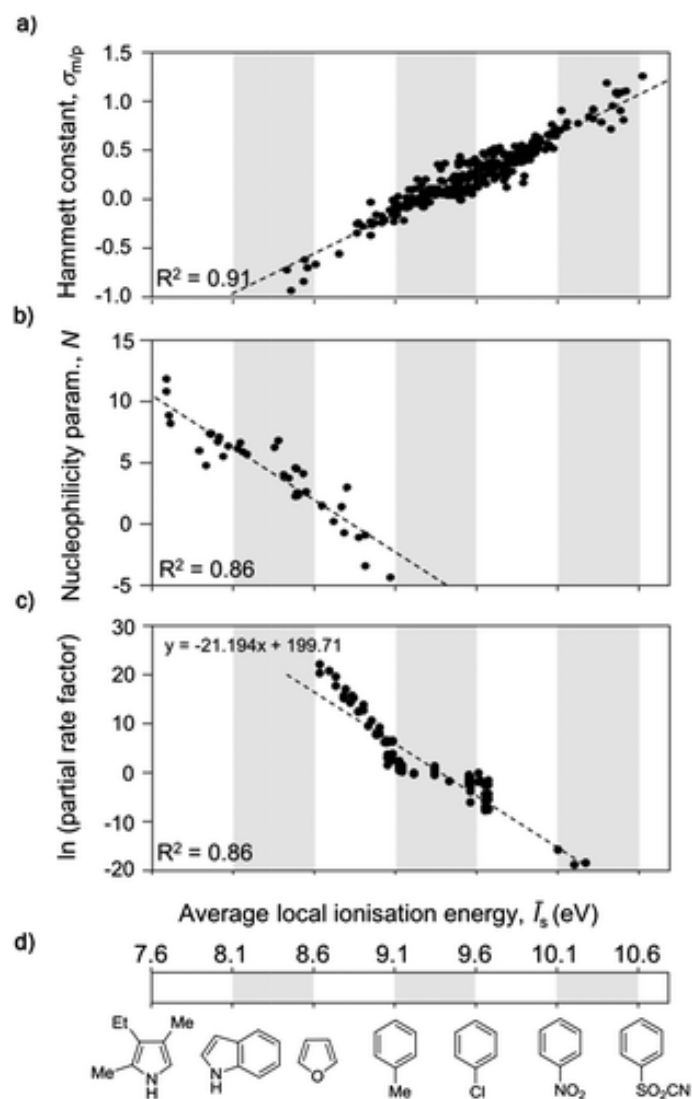 a)
Hammett constant, σm/p
1.5
1.0
0.5
0.0
-0.5
-1.0
R² = 0.91
b)
Nucleophilicity param., N
15
10
5
0
-5
R² = 0.86
c)
ln (partial rate factor)
30
20
10
0
-10
-20
y = -21.194x + 199.71
R² = 0.86
Average local ionisation energy, Īs (eV)
d)
7.6 8.1 8.6 9.1 9.6 10.1 10.6
Et Me
Me N H
N H
O
Me
Cl
NO₂
SO₂CN